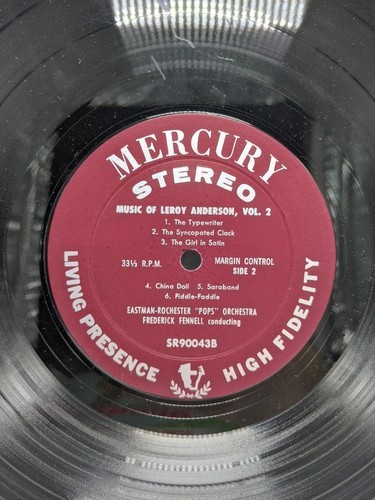 MERCURY
STEREO
MUSIC OF LEROY ANDERSON, VOL. 2
1. The Typewriter
2. The Syncopated Clock
3. The Girl in Satin
33⅓ R.P.M.
MARGIN CONTROL
SIDE 2
4. China Doll 5. Saraband
6. Fiddle-Faddle
EASTMAN-ROCHESTER "POPS" ORCHESTRA
FREDERICK FENNELL conducting
SR90043B
LIVING PRESENCE
HIGH FIDELITY